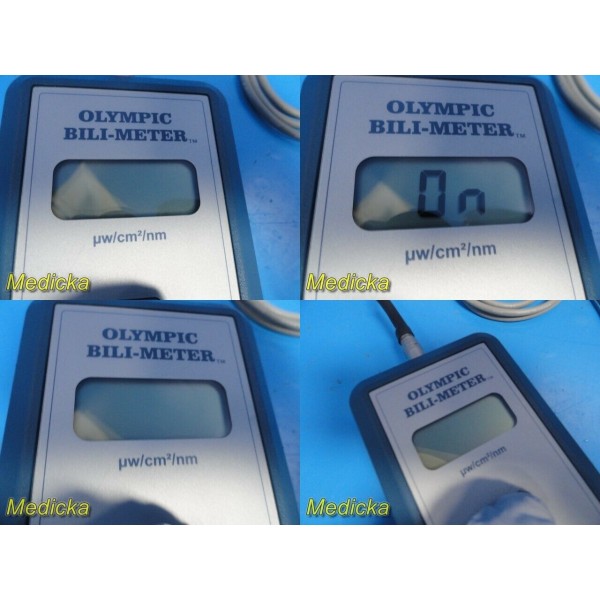 OLYMPIC
BILI-METER™
µw/cm²/nm
Medicka
OLYMPIC
BILI-METER™
On
µw/cm²/nm
Medicka
OLYMPIC
BILI-METER™
µw/cm²/nm
Medicka
OLYMPIC
BILI-METER™
µw/cm²/nm
Medicka